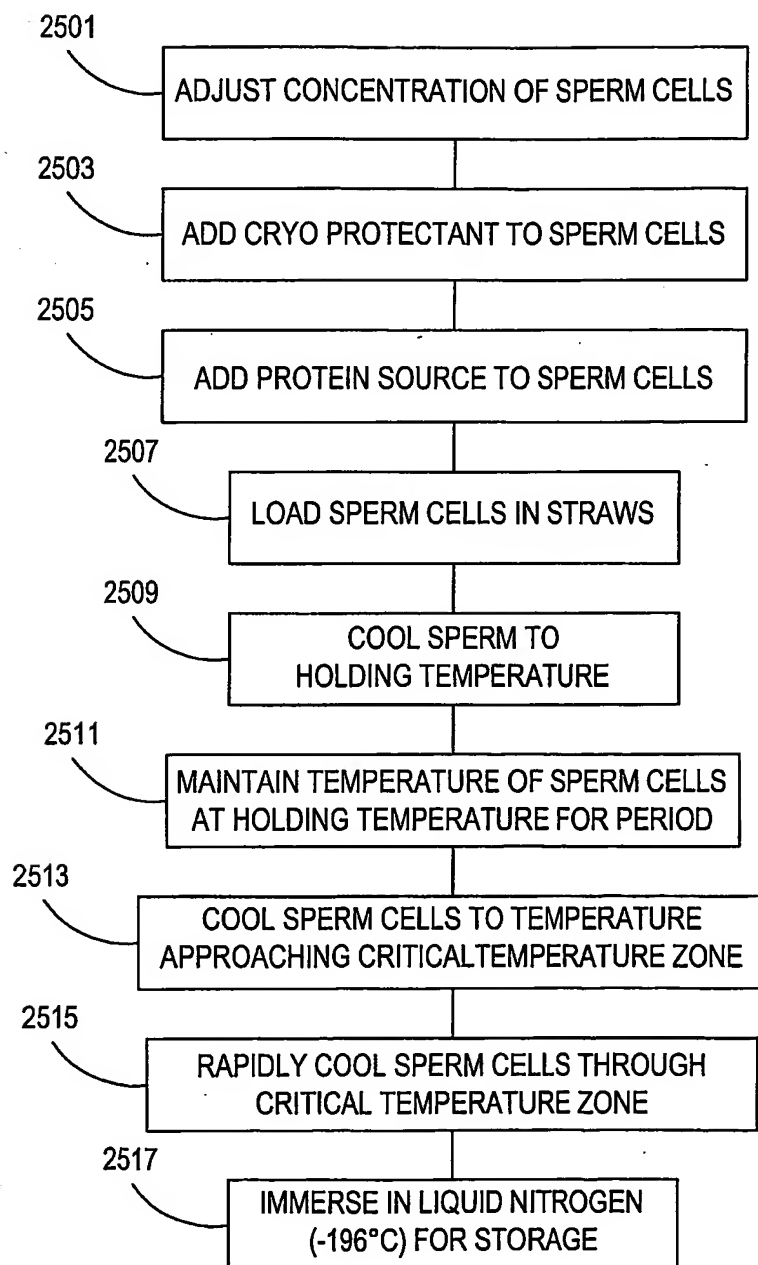 2501
ADJUST CONCENTRATION OF SPERM CELLS
2503
ADD CRYO PROTECTANT TO SPERM CELLS
2505
ADD PROTEIN SOURCE TO SPERM CELLS
2507
LOAD SPERM CELLS IN STRAWS
2509
COOL SPERM TO
HOLDING TEMPERATURE
2511
MAINTAIN TEMPERATURE OF SPERM CELLS
AT HOLDING TEMPERATURE FOR PERIOD
2513
COOL SPERM CELLS TO TEMPERATURE
APPROACHING CRITICALTEMPERATURE ZONE
2515
RAPIDLY COOL SPERM CELLS THROUGH
CRITICAL TEMPERATURE ZONE
2517
IMMERSE IN LIQUID NITROGEN
(-196°C) FOR STORAGE